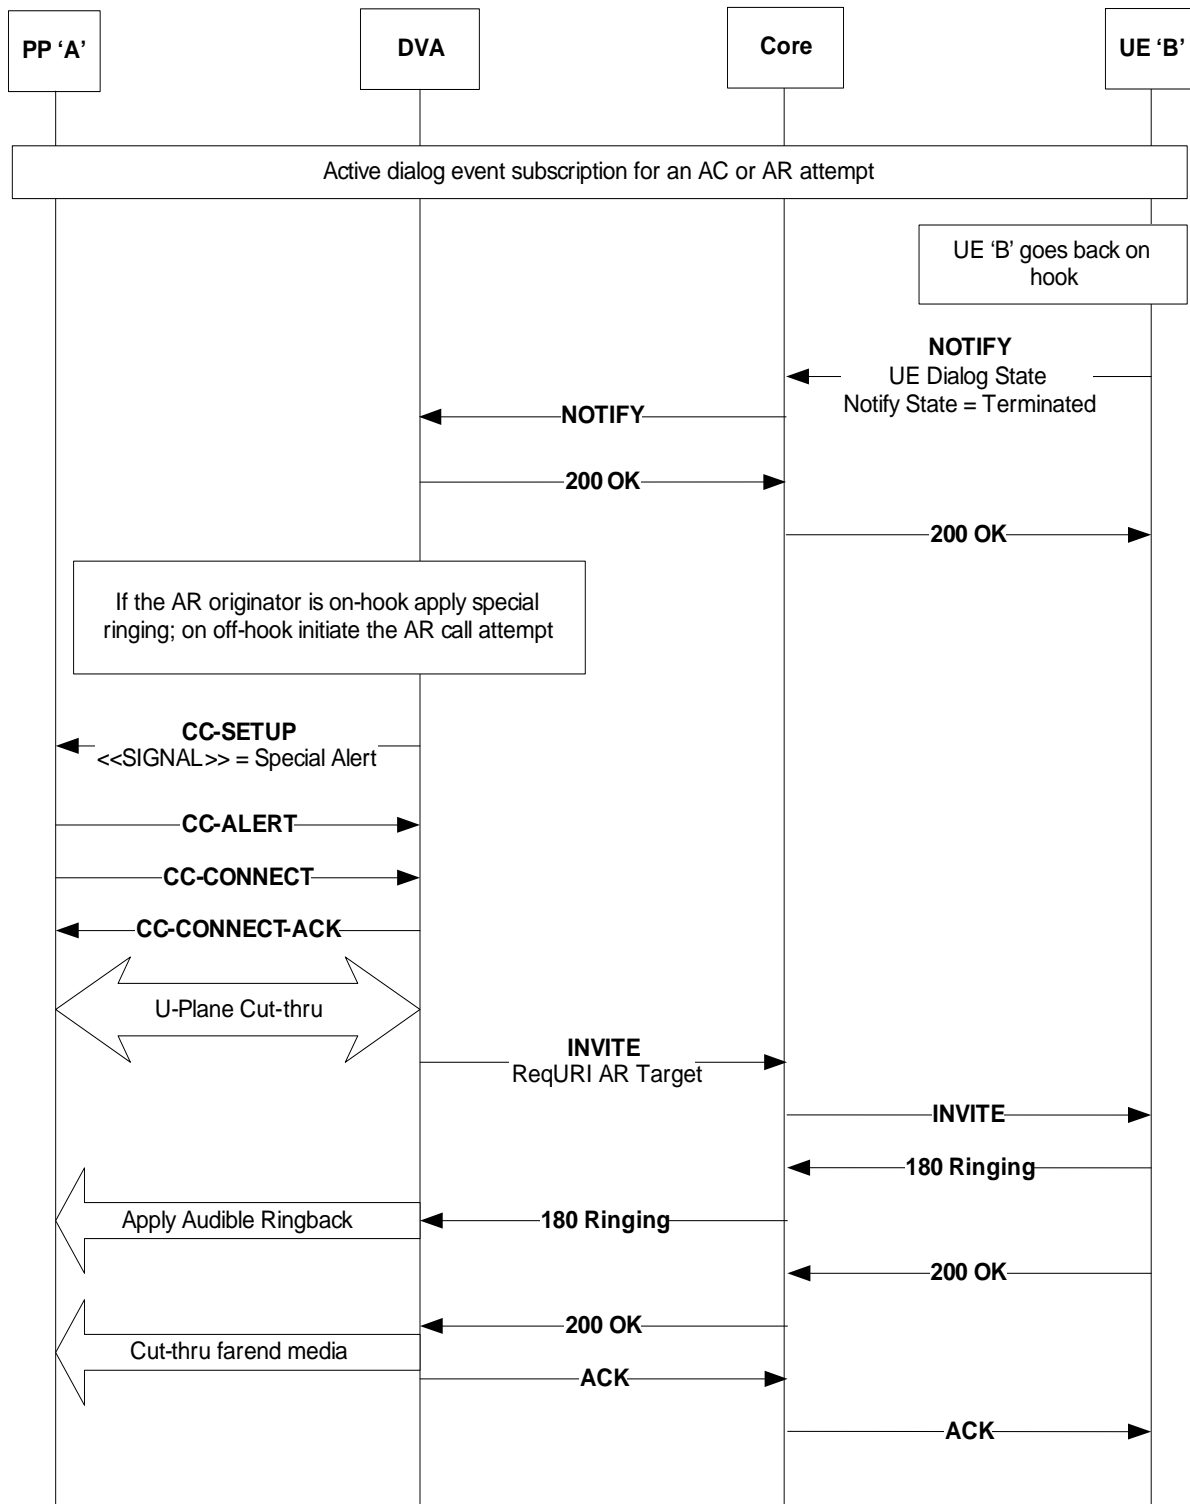 PP ‘A’
DVA
Core
UE ‘B’
Active dialog event subscription for an AC or AR attempt
UE ‘B’ goes back on
hook
NOTIFY
UE Dialog State
Notify State = Terminated
NOTIFY
200 OK
200 OK
If the AR originator is on-hook apply special
ringing; on off-hook initiate the AR call attempt
CC-SETUP
<<SIGNAL>> = Special Alert
CC-ALERT
CC-CONNECT
CC-CONNECT-ACK
U-Plane Cut-thru
INVITE
ReqURI AR Target
INVITE
180 Ringing
Apply Audible Ringback
180 Ringing
200 OK
200 OK
Cut-thru farend media
ACK
ACK